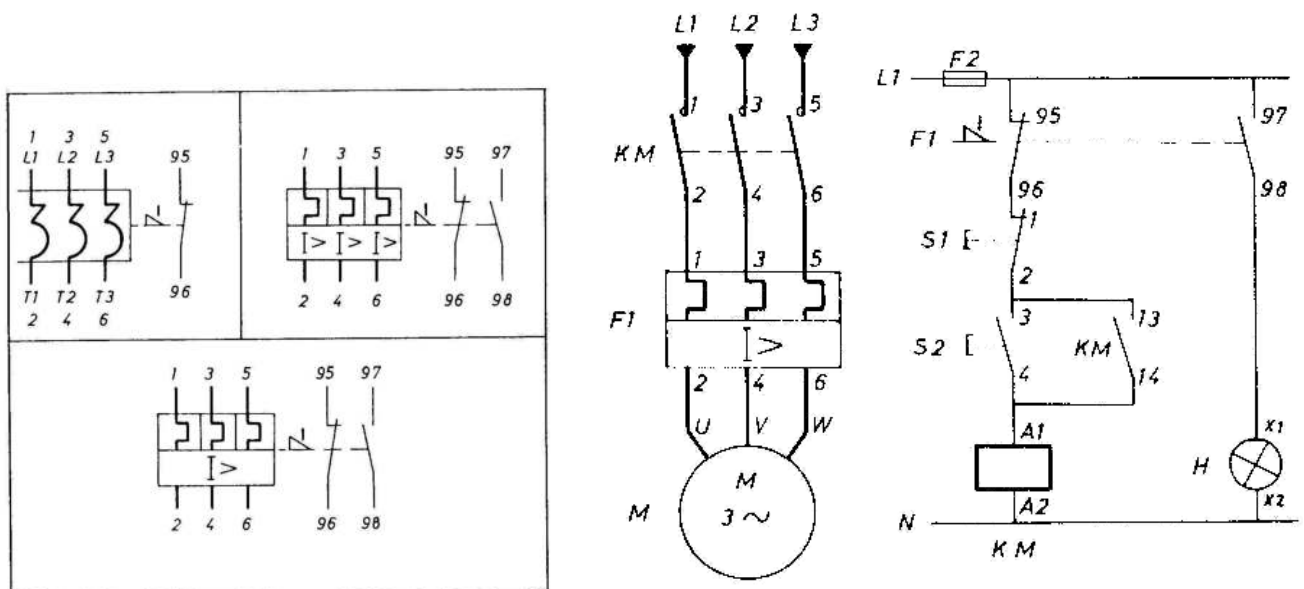 1 3 5
L1 L2 L3 95
T1 T2 T3 96
2 4 6
1 3 5 95 97
I> I> I>
2 4 6 96 98
1 3 5 95 97
I>
2 4 6 96 98
L1 L2 L3
1 3 5
KM
2 4 6
1 3 5
F1
I>
2 4 6
U V W
M
M
3 ~
F2
L1
95 97
F1
96 98
1
S1
2
3 13
S2 KM
4 14
A1 X1
H
A2 X2
N
KM